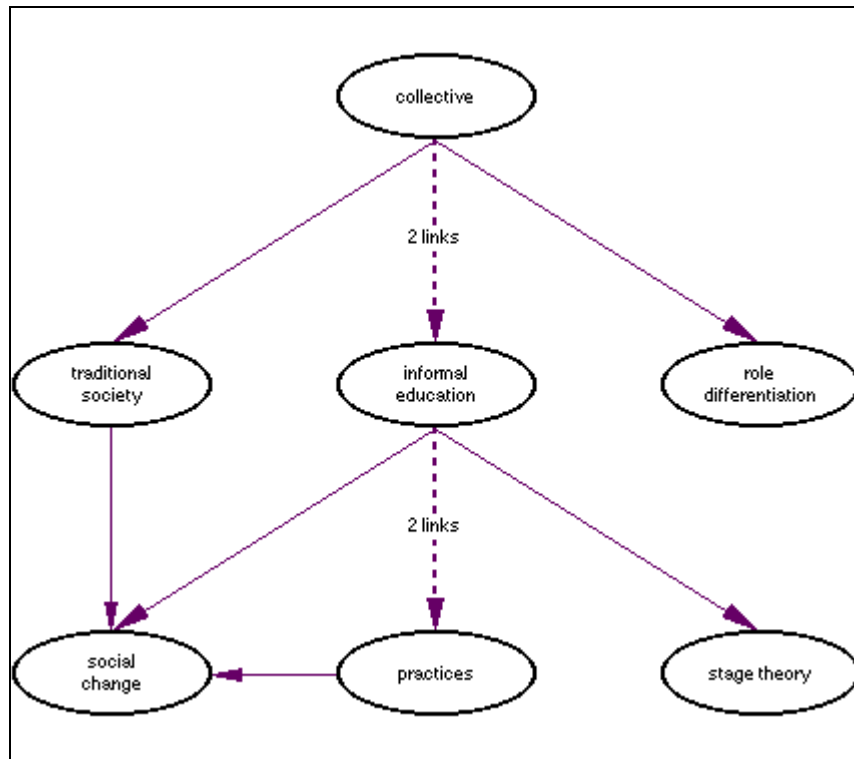 collective
2 links
traditional
society
informal
education
role
differentiation
2 links
social
change
practices
stage theory